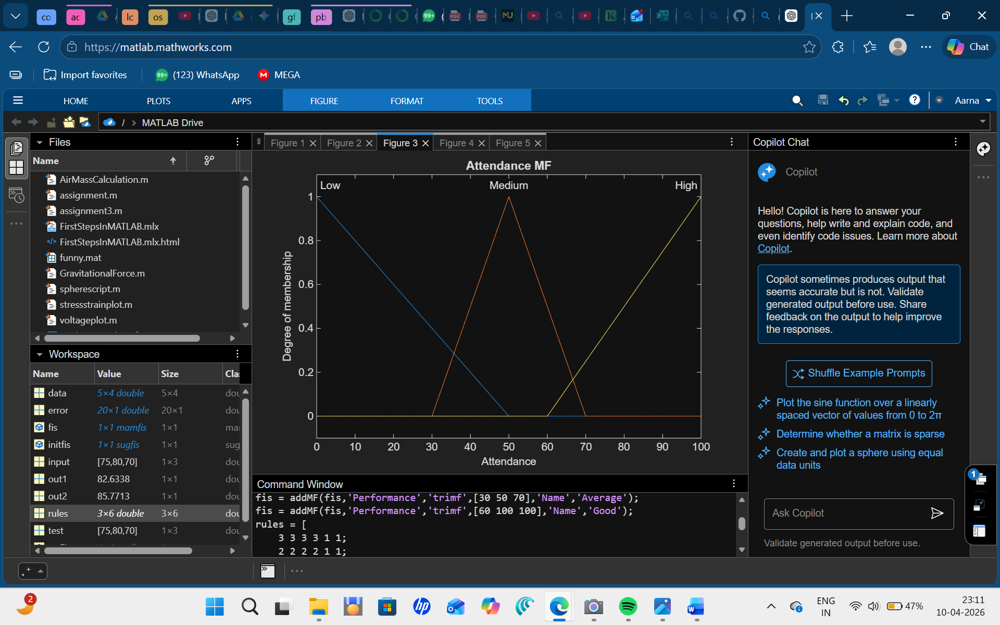 co
ac
lc
os
gf
pb
99+
MU
https://matlab.mathworks.com
Chat
Import favorites
99+
(123) WhatsApp
M
MEGA
HOME
PLOTS
APPS
FIGURE
FORMAT
TOOLS
Aarna
/ > MATLAB Drive
Files
Name
AirMassCalculation.m
assignment.m
assignment3.m
FirstStepsInMATLAB.mlx
FirstStepsInMATLAB.mlx.html
funny.mat
GravitationalForce.m
spherescript.m
stressstrainplot.m
voltageplot.m
Workspace
Name Value Size Cla
data 5×4 double 5×4 dou
error 20×1 double 20×1 dou
fis 1×1 mamfis 1×1 mar
initfis 1×1 sugfis 1×1 sug
input [75,80,70] 1×3 dou
out1 82.6338 1×1 dou
out2 85.7713 1×1 dou
rules 3×6 double 3×6 dou
test [75,80,70] 1×3 dou
Figure 1
Figure 2
Figure 3
Figure 4
Figure 5
Attendance MF
Low
Medium
High
1
0.8
0.6
0.4
0.2
0
Degree of membership
0 10 20 30 40 50 60 70 80 90 100
Attendance
Command Window
fis = addMF(fis,'Performance','trimf',[30 50 70],'Name','Average');
fis = addMF(fis,'Performance','trimf',[60 100 100],'Name','Good');
rules = [
3 3 3 3 1 1;
2 2 2 2 1 1;
Copilot Chat
Copilot
Hello! Copilot is here to answer your
questions, help write and explain code, and
even identify code issues. Learn more about
Copilot.
Copilot sometimes produces output that
seems accurate but is not. Validate
generated output before use. Share
feedback on the output to help improve
the responses.
Shuffle Example Prompts
Plot the sine function over a linearly
spaced vector of values from 0 to 2π
Determine whether a matrix is sparse
Create and plot a sphere using equal
data units
1
Ask Copilot
Validate generated output before use.
2
hp
W
ENG
IN
47%
23:11
10-04-2026